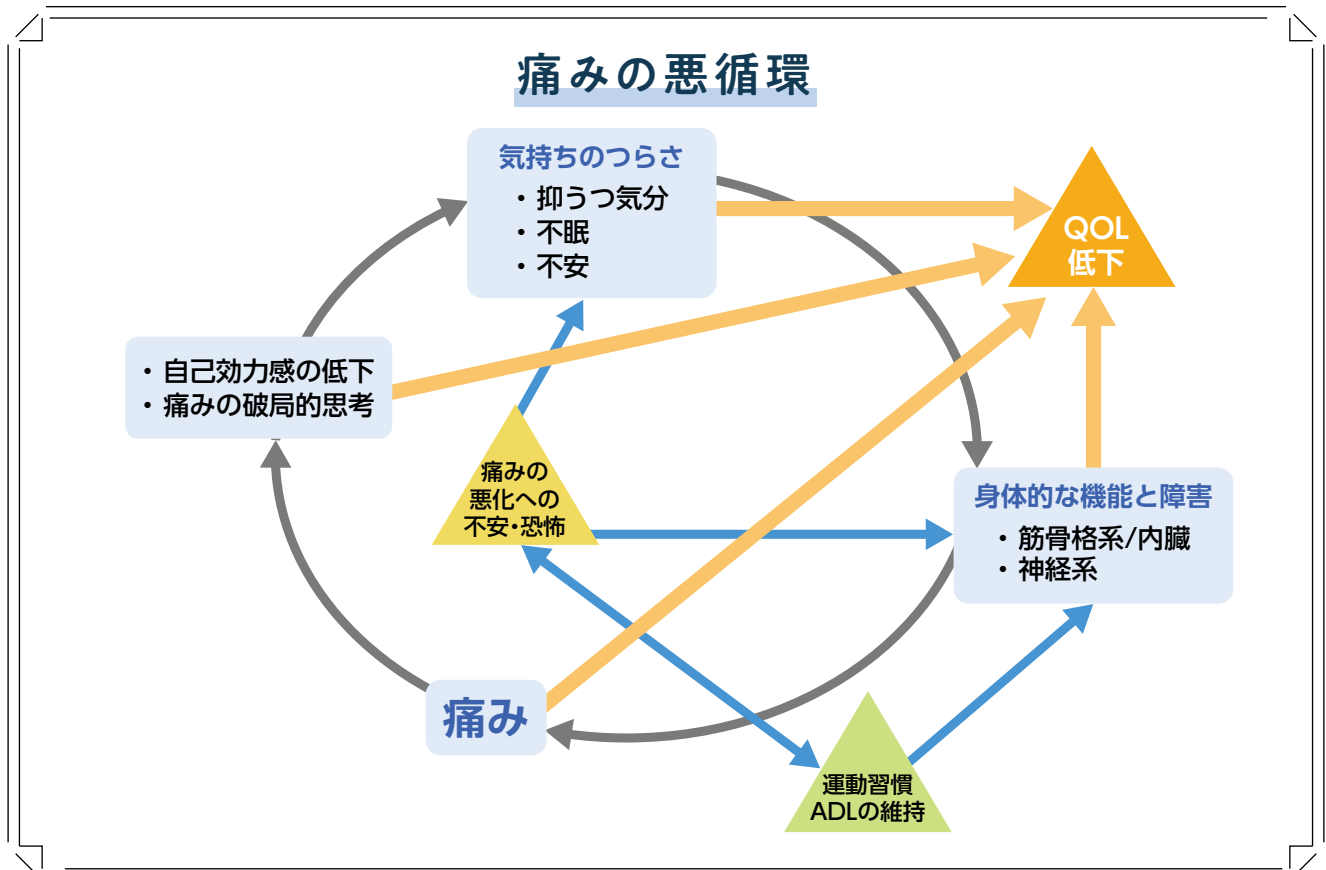 痛みの悪循環
気持ちのつらさ
・抑うつ気分
・不眠
・不安
QOL
低下
・自己効力感の低下
・痛みの破局的思考
痛みの
悪化への
不安・恐怖
身体的な機能と障害
・筋骨格系/内臓
・神経系
痛み
運動習慣
ADLの維持